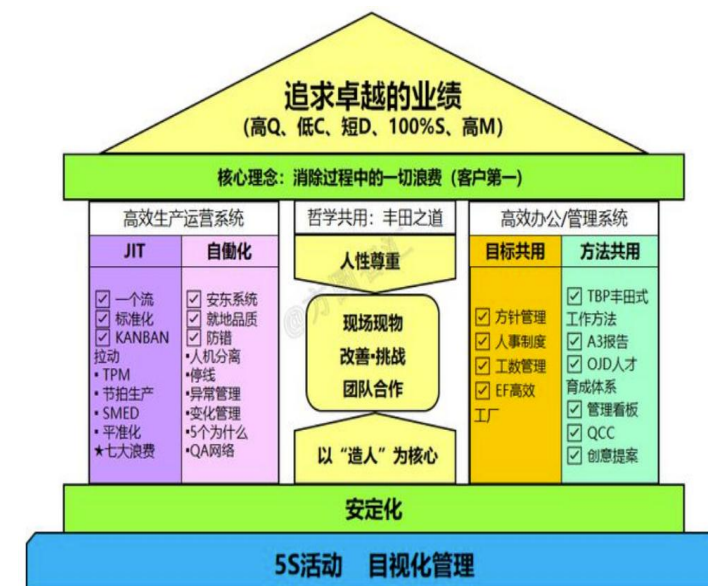 追求卓越的业绩
(高Q、低C、短D、100%S、高M)
核心理念：消除过程中的一切浪费（客户第一）
高效生产运营系统
JIT
自働化
☑ 一个流
☑ 标准化
☑ KANBAN
拉动
▪ TPM
▪ 节拍生产
▪ SMED
▪ 平准化
★七大浪费
☑ 安东系统
☑ 就地品质
☑ 防错
▪人机分离
▪停线
▪异常管理
▪变化管理
▪5个为什么
▪QA网络
哲学共用：丰田之道
人性尊重
现场现物
改善•挑战
团队合作
以“造人”为核心
高效办公/管理系统
目标共用
方法共用
☑ 方针管理
☑ 人事制度
☑ 工数管理
☑ EF高效
工厂
☑ TBP丰田式
工作方法
☑ A3报告
☑ OJD人才
育成体系
☑ 管理看板
☑ QCC
☑ 创意提案
安定化
5S活动 目视化管理